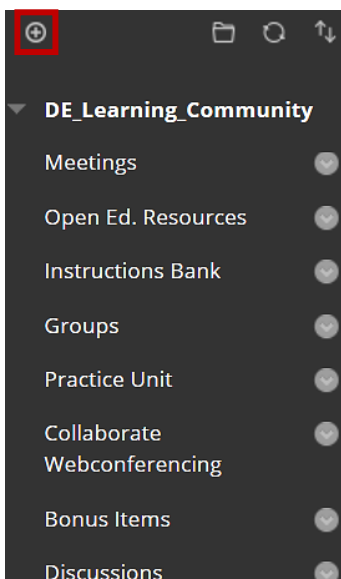 DE_Learning_Community
Meetings
Open Ed. Resources
Instructions Bank
Groups
Practice Unit
Collaborate
Webconferencing
Bonus Items
Discussions